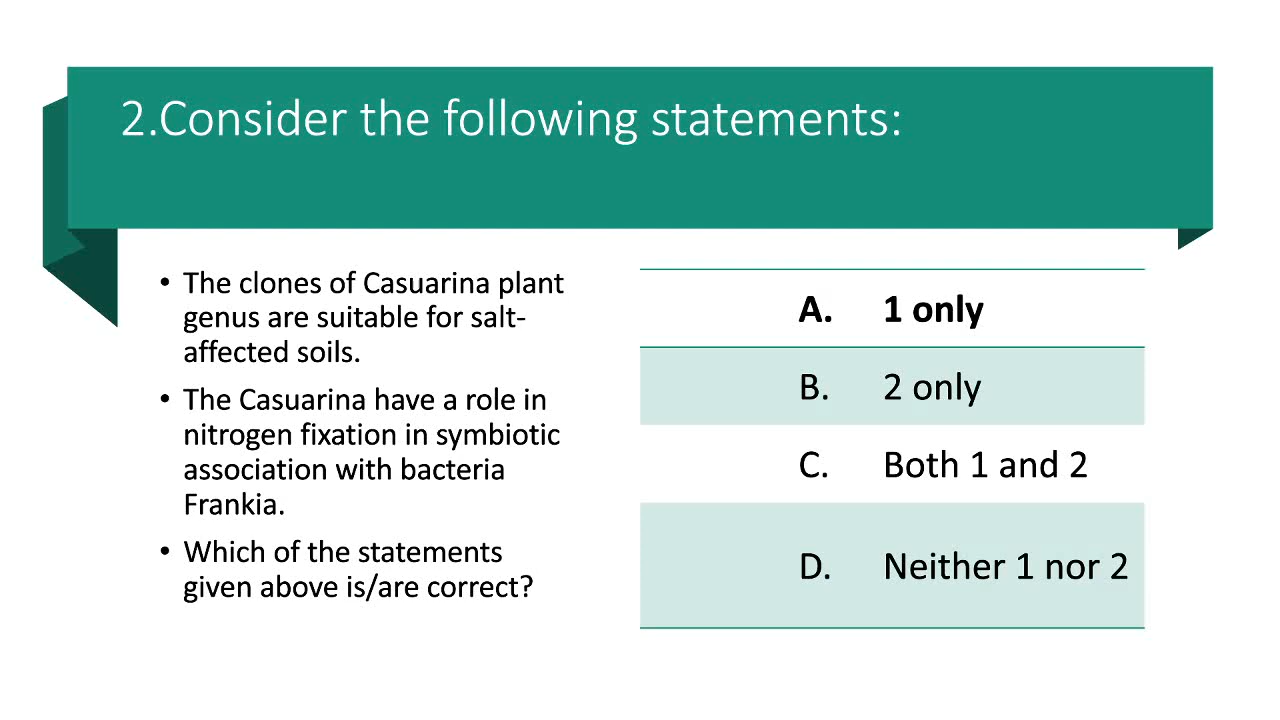 2.Consider the following statements:
• The clones of Casuarina plant
genus are suitable for salt-
affected soils.
• The Casuarina have a role in
nitrogen fixation in symbiotic
association with bacteria
Frankia.
• Which of the statements
given above is/are correct?
A. 1 only
B. 2 only
C. Both 1 and 2
D. Neither 1 nor 2